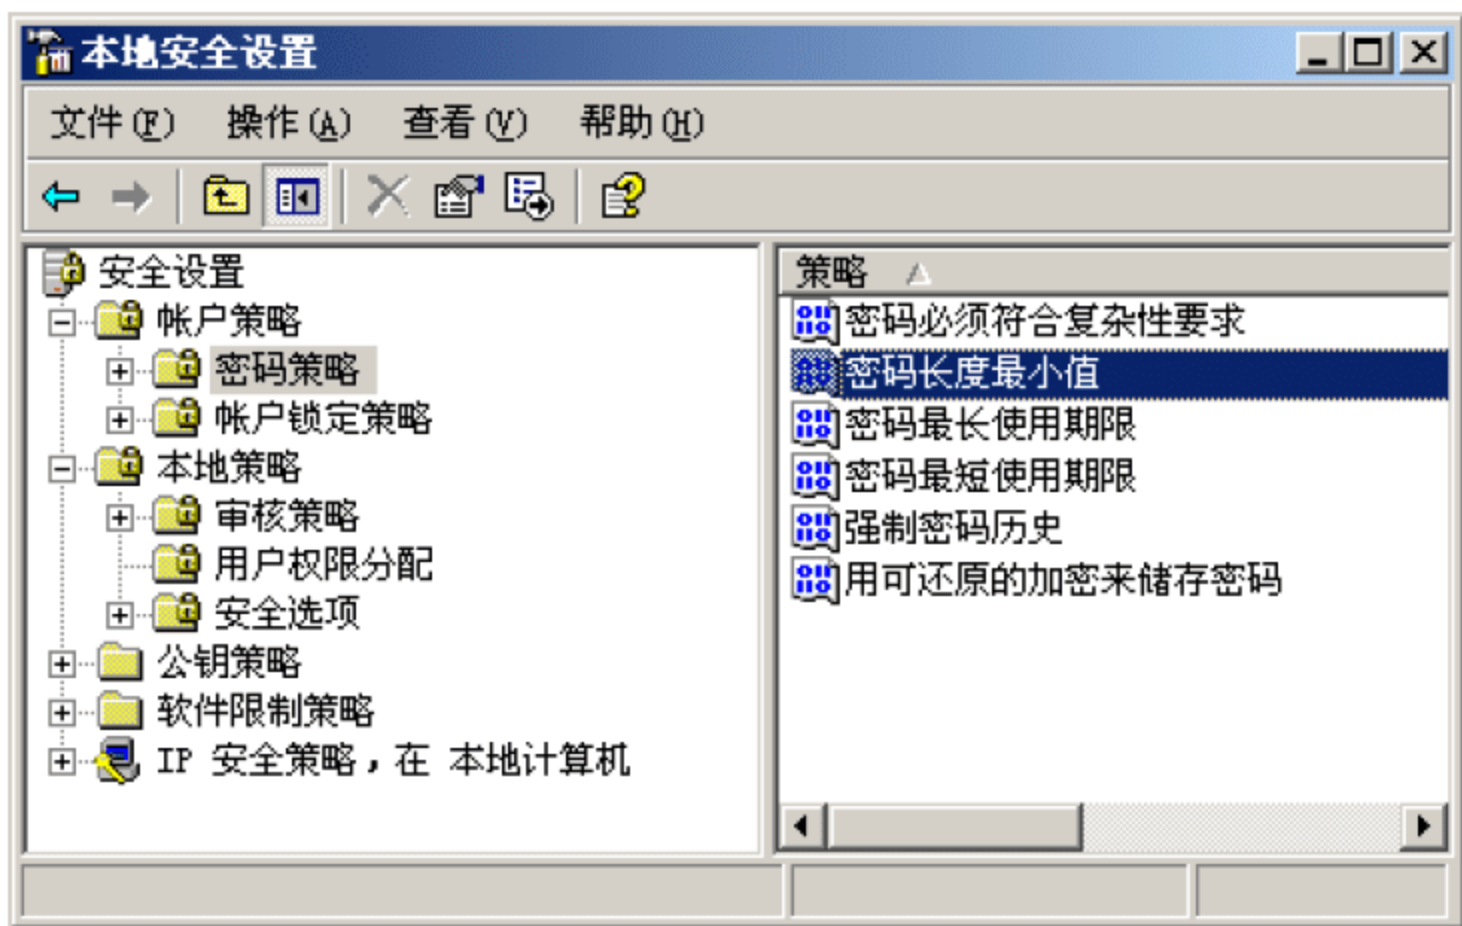 本地安全设置
文件(F) 操作(A) 查看(V) 帮助(H)
安全设置
帐户策略
密码策略
帐户锁定策略
本地策略
审核策略
用户权限分配
安全选项
公钥策略
软件限制策略
IP 安全策略，在 本地计算机
策略
密码必须符合复杂性要求
密码长度最小值
密码最长使用期限
密码最短使用期限
强制密码历史
用可还原的加密来储存密码